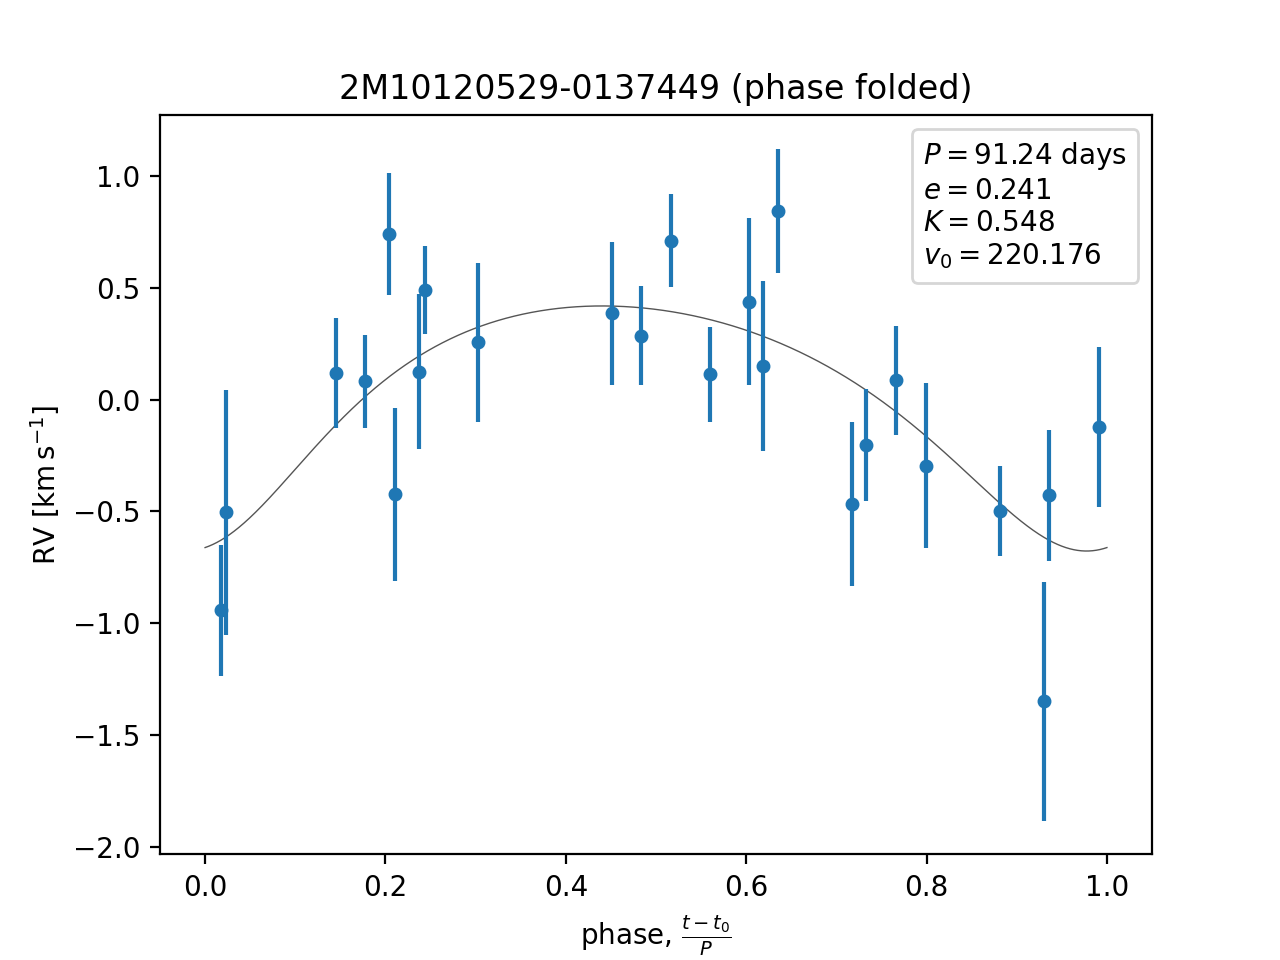 2M10120529-0137449 (phase folded)
P = 91.24 days
e = 0.241
K = 0.548
v₀ = 220.176
RV [km s⁻¹]
1.0
0.5
0.0
−0.5
−1.0
−1.5
−2.0
0.0 0.2 0.4 0.6 0.8 1.0
phase, (t − t₀)/P